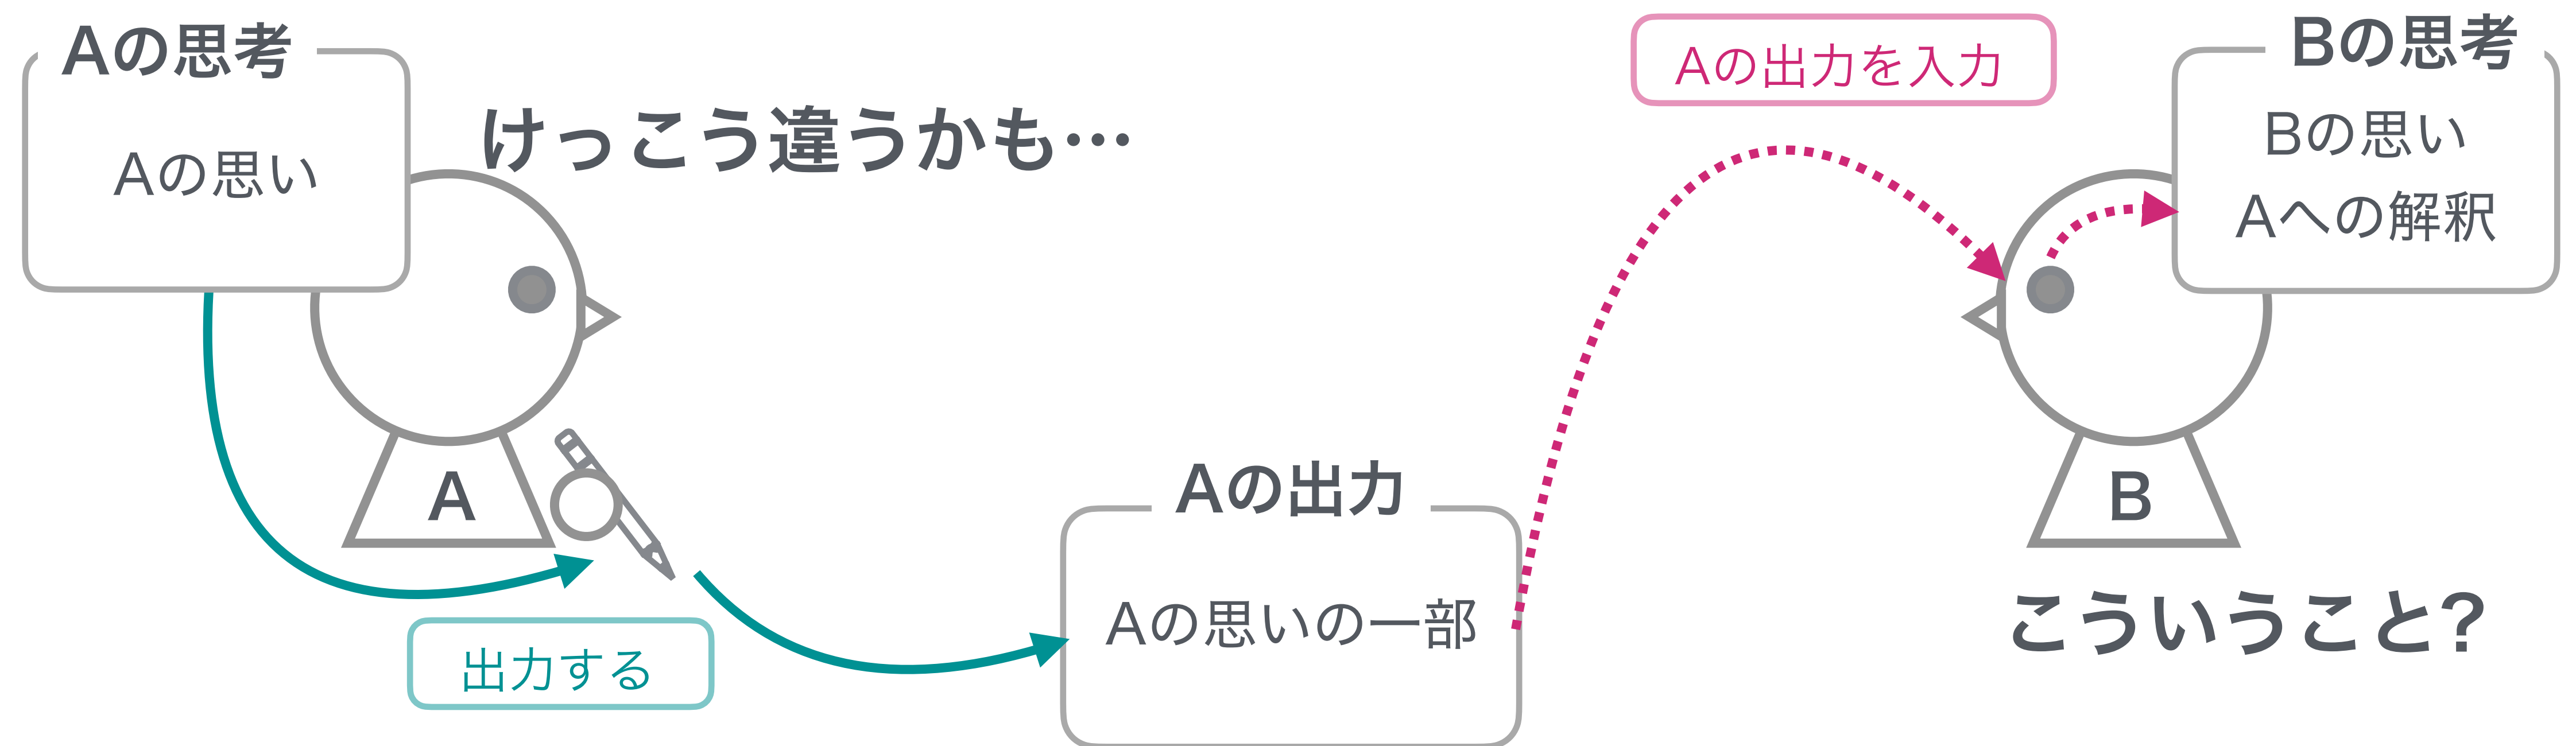 Aの思考
Aの思い
けっこう違うかも…
A
出力する
Aの出力
Aの思いの一部
Aの出力を入力
Bの思考
Bの思い
Aへの解釈
B
こういうこと?